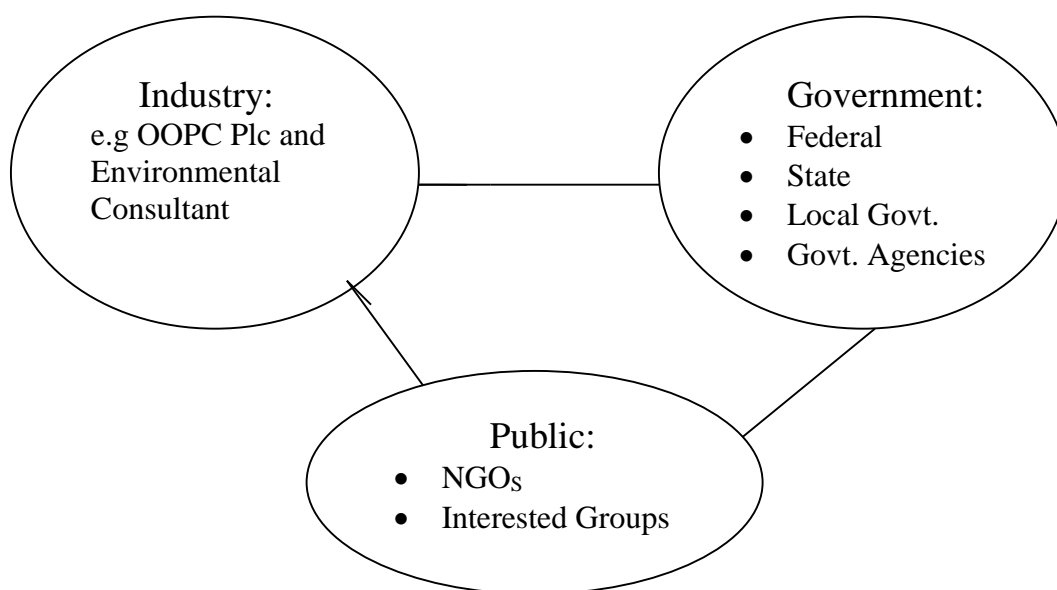 Industry:
e.g OOPC Plc and
Environmental
Consultant
Government:
• Federal
• State
• Local Govt.
• Govt. Agencies
Public:
• NGOs
• Interested Groups